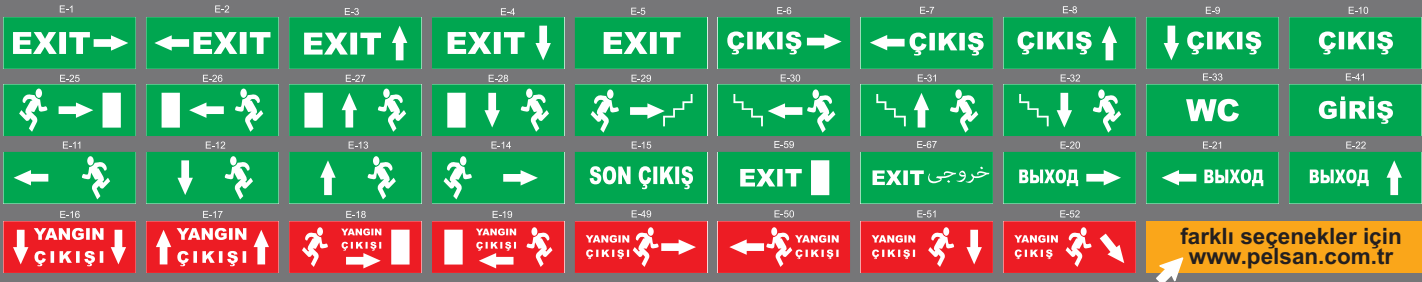 E-1 E-2 E-3 E-4 E-5 E-6 E-7 E-8 E-9 E-10
EXIT EXIT EXIT EXIT EXIT ÇIKIŞ ÇIKIŞ ÇIKIŞ ÇIKIŞ ÇIKIŞ
E-25 E-26 E-27 E-28 E-29 E-30 E-31 E-32 E-33 E-41
WC GİRİŞ
E-11 E-12 E-13 E-14 E-15 E-59 E-67 E-20 E-21 E-22
SON ÇIKIŞ EXIT EXIT خروجی ВЫХОД ВЫХОД ВЫХОД
E-16 E-17 E-18 E-19 E-49 E-50 E-51 E-52
YANGIN YANGIN YANGIN YANGIN YANGIN YANGIN YANGIN YANGIN
ÇIKIŞI ÇIKIŞI ÇIKIŞI ÇIKIŞI ÇIKIŞI ÇIKIŞI ÇIKIŞI ÇIKIŞ
farklı seçenekler için
www.pelsan.com.tr